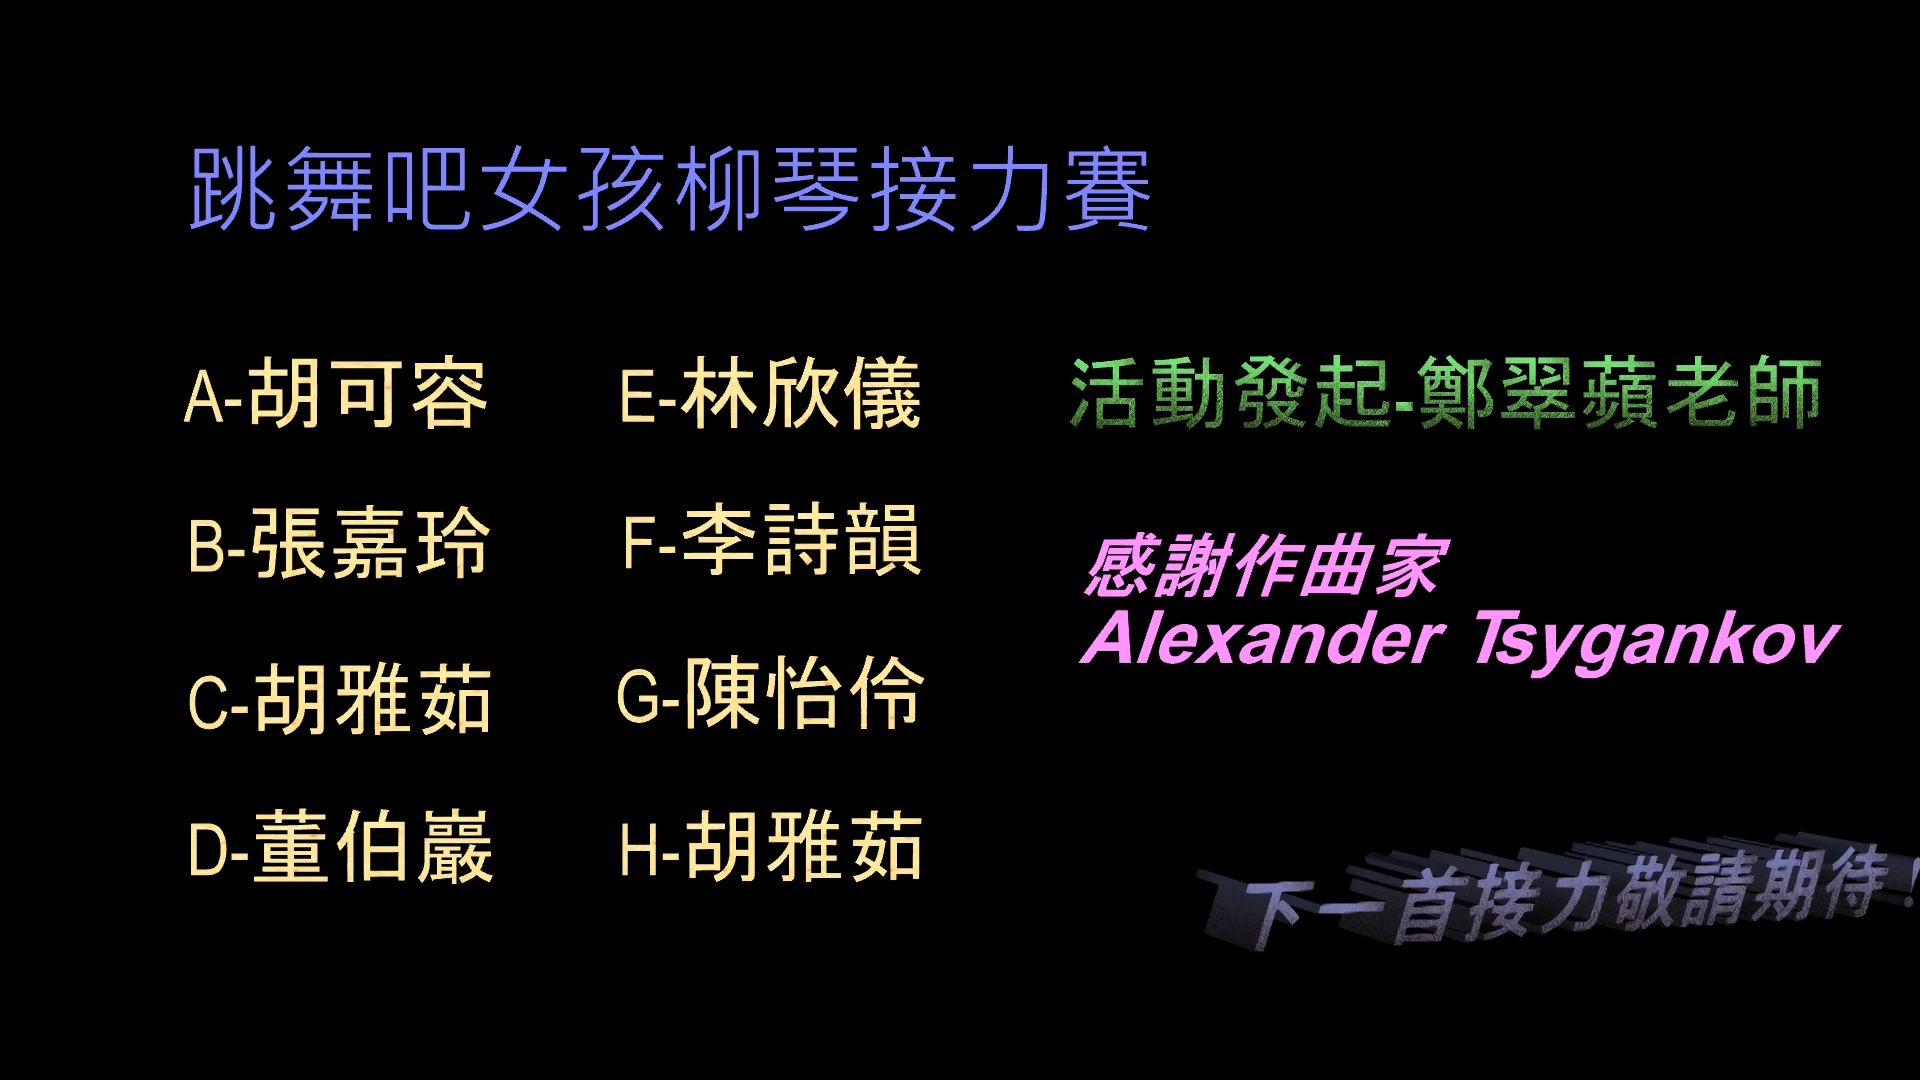 跳舞吧女孩柳琴接力賽
A-胡可容
B-張嘉玲
C-胡雅茹
D-董伯巖
E-林欣儀
F-李詩韻
G-陳怡伶
H-胡雅茹
活動發起-鄭翠蘋老師
感謝作曲家
Alexander Tsygankov
下一首接力敬請期待!